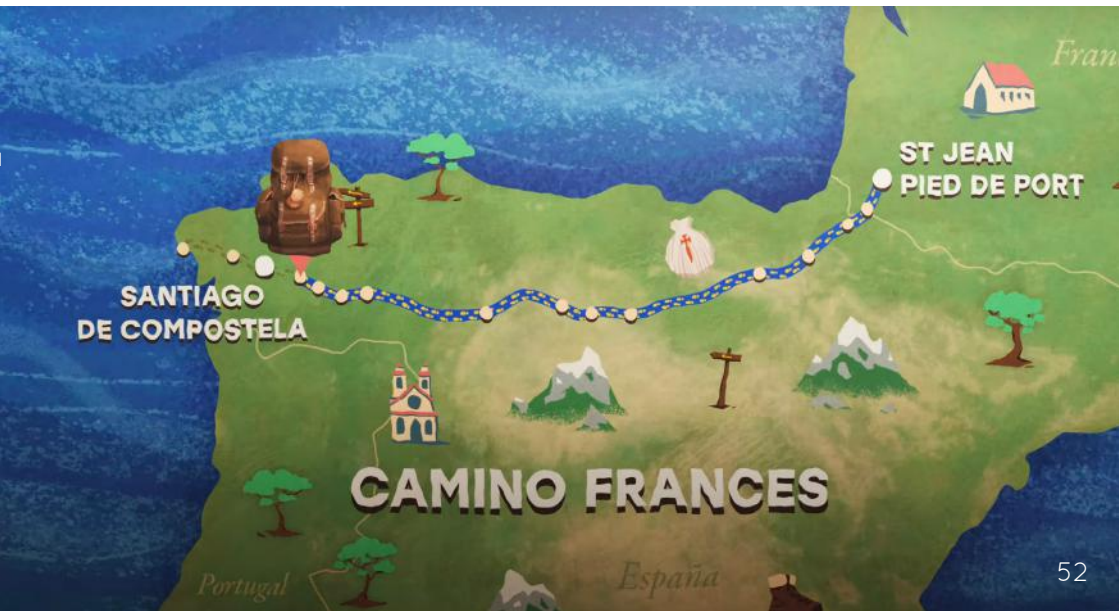 Fran
ST JEAN
PIED DE PORT
SANTIAGO
DE COMPOSTELA
CAMINO FRANCES
Portugal
España
52